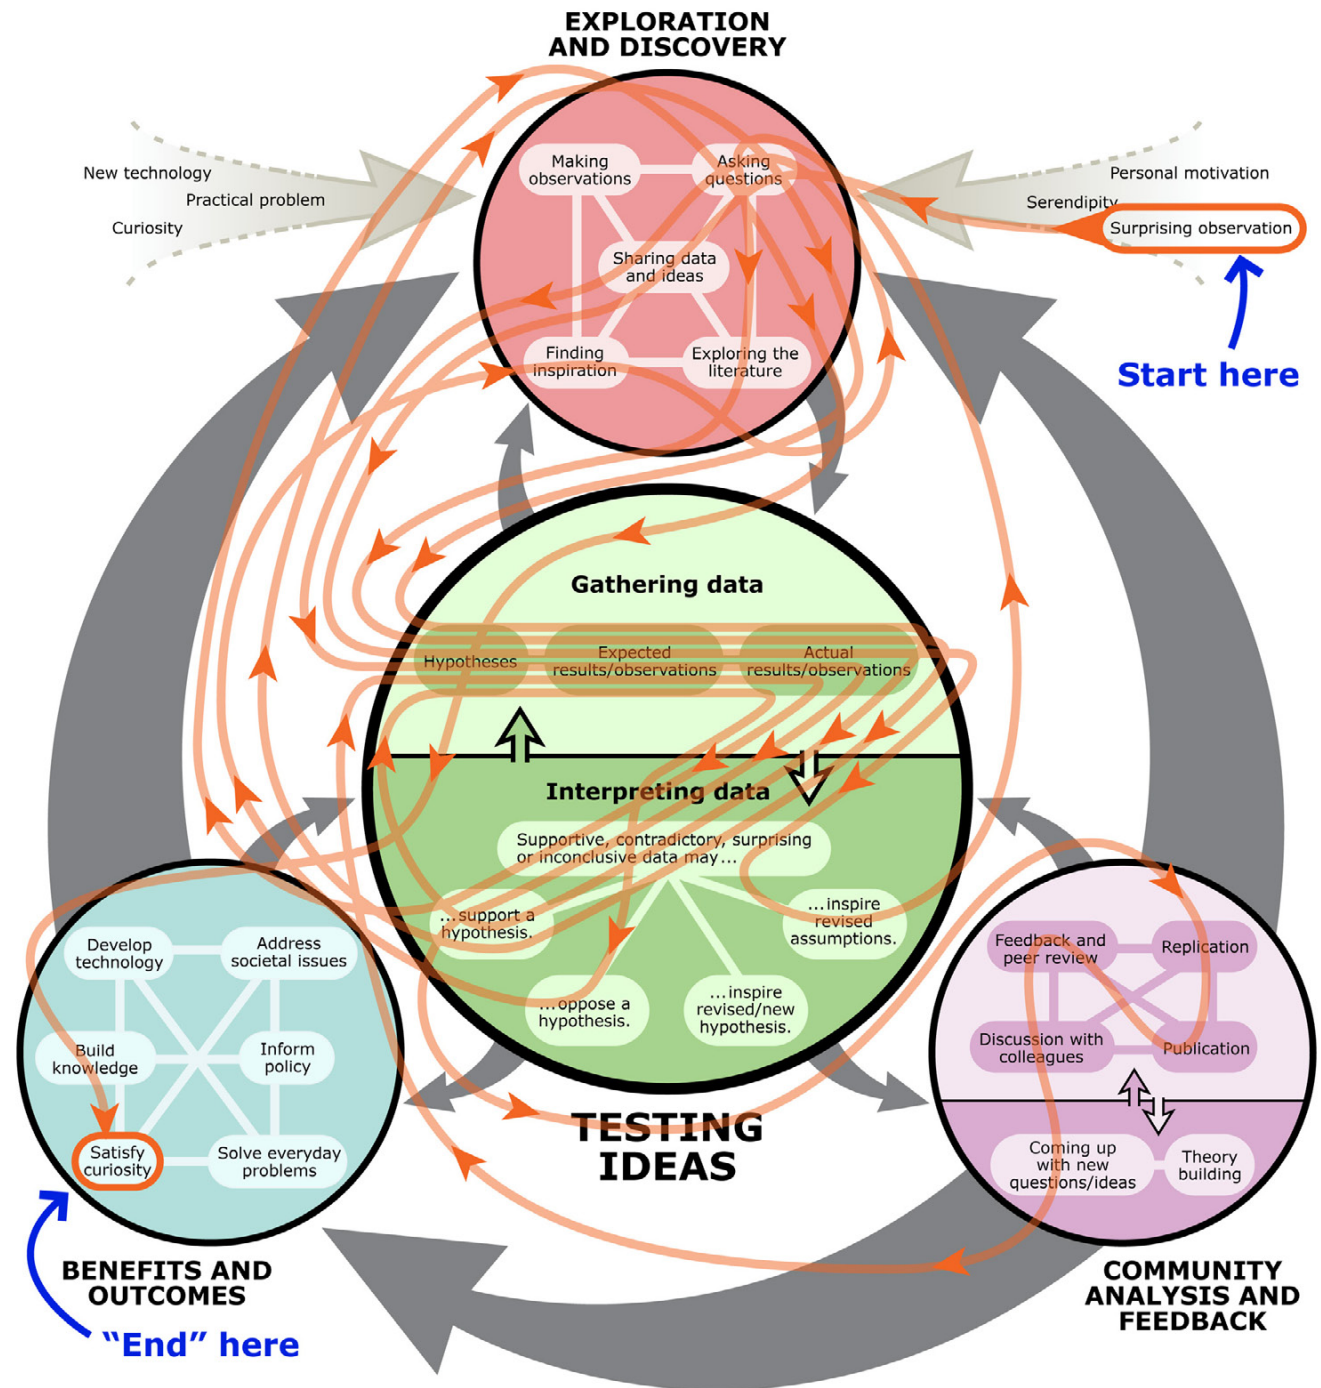 EXPLORATION
AND DISCOVERY
New technology
Practical problem
Curiosity
Making
observations
Asking
questions
Sharing data
and ideas
Finding
inspiration
Exploring the
literature
Personal motivation
Serendipity
Surprising observation
Start here
Gathering data
Hypotheses
Expected
results/observations
Actual
results/observations
Interpreting data
Supportive, contradictory, surprising
or inconclusive data may…
…support a
hypothesis.
…oppose a
hypothesis.
…inspire
revised/new
hypothesis.
…inspire
revised
assumptions.
TESTING
IDEAS
Develop
technology
Address
societal issues
Build
knowledge
Inform
policy
Satisfy
curiosity
Solve everyday
problems
BENEFITS AND
OUTCOMES
“End” here
Feedback and
peer review
Replication
Discussion with
colleagues
Publication
Coming up
with new
questions/ideas
Theory
building
COMMUNITY
ANALYSIS AND
FEEDBACK